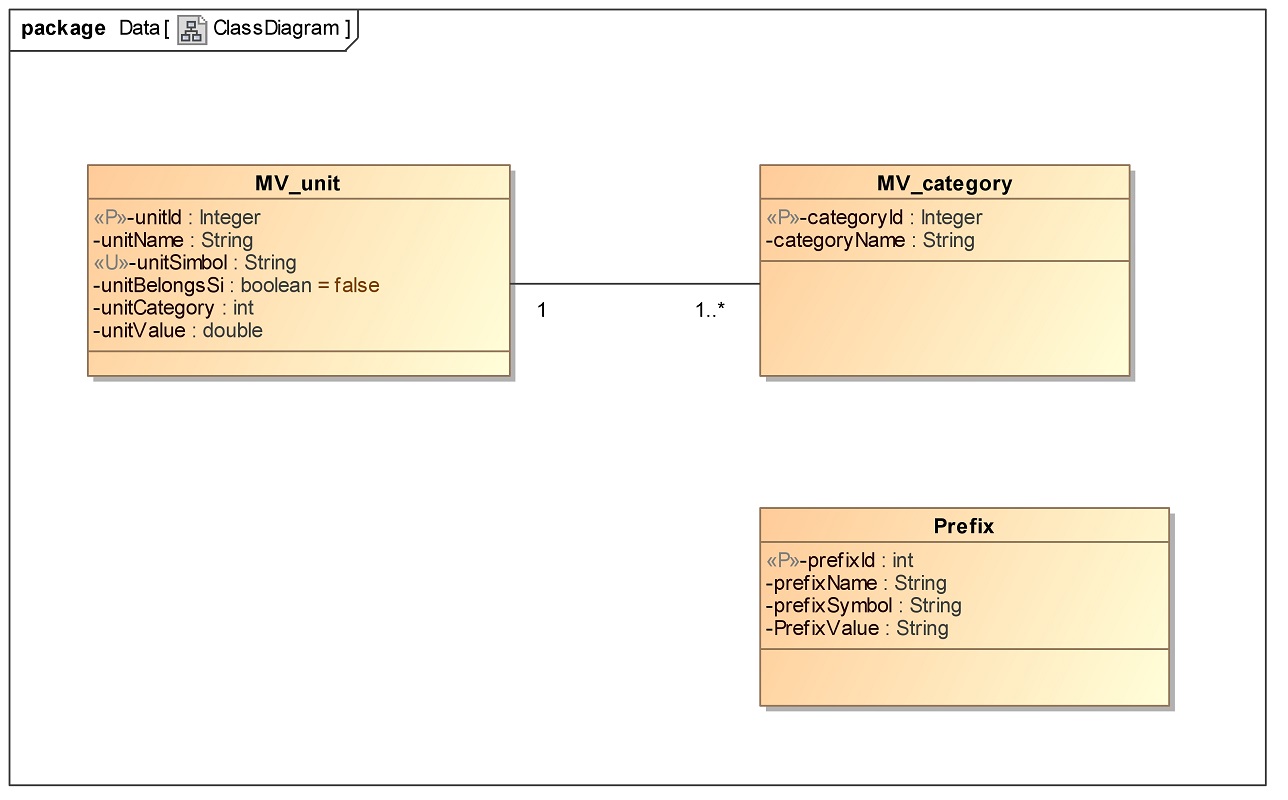 package Data [ ClassDiagram ]
MV_unit
«P»-unitId : Integer
-unitName : String
«U»-unitSimbol : String
-unitBelongsSi : boolean = false
-unitCategory : int
-unitValue : double
1
1..*
MV_category
«P»-categoryId : Integer
-categoryName : String
Prefix
«P»-prefixId : int
-prefixName : String
-prefixSymbol : String
-PrefixValue : String